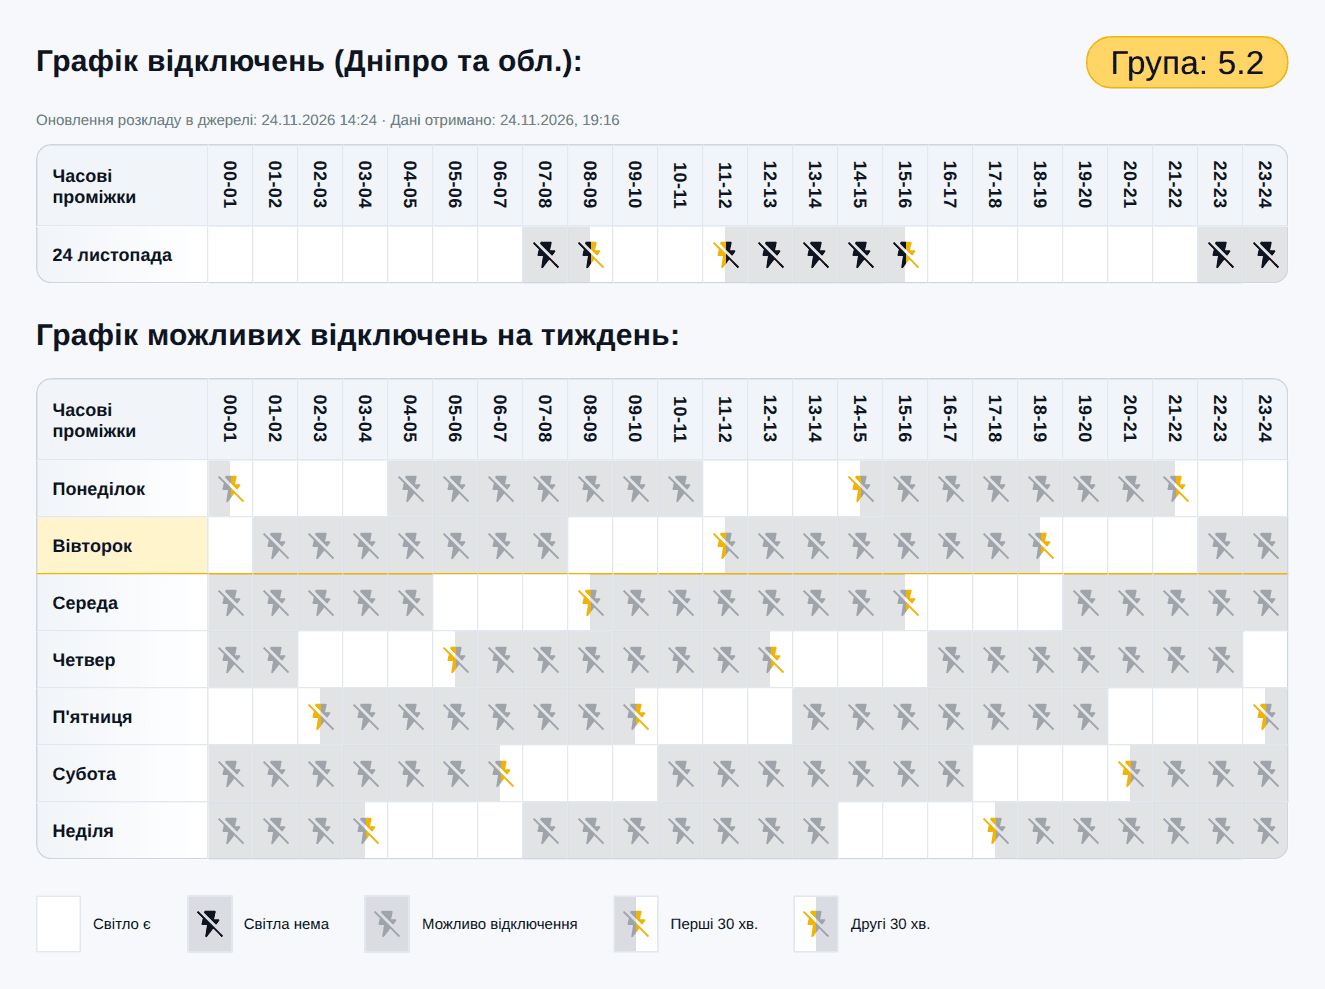 Графік відключень (Дніпро та обл.):
Група: 5.2
Оновлення розкладу в джерелі: 24.11.2026 14:24 · Дані отримано: 24.11.2026, 19:16
Часові проміжки 00-01 01-02 02-03 03-04 04-05 05-06 06-07 07-08 08-09 09-10 10-11 11-12 12-13 13-14 14-15 15-16 16-17 17-18 18-19 19-20 20-21 21-22 22-23 23-24
24 листопада
Графік можливих відключень на тиждень:
Часові проміжки 00-01 01-02 02-03 03-04 04-05 05-06 06-07 07-08 08-09 09-10 10-11 11-12 12-13 13-14 14-15 15-16 16-17 17-18 18-19 19-20 20-21 21-22 22-23 23-24
Понеділок
Вівторок
Середа
Четвер
П'ятниця
Субота
Неділя
Світло є Світла нема Можливо відключення Перші 30 хв. Другі 30 хв.